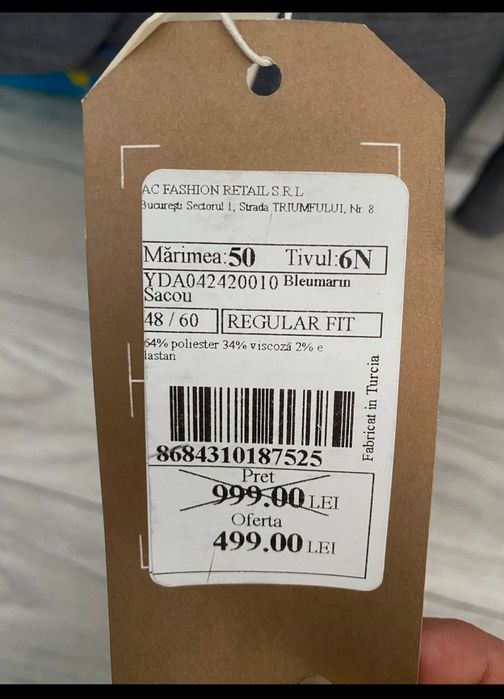 AC FASHION RETAIL S.R.L
București Sectorul 1, Strada TRIUMFULUI, Nr. 8
Mărimea:50 Tivul:6N
YDA042420010 Bleumarin
Sacou
48 / 60 REGULAR FIT
64% poliester 34% viscoză 2% e
lastan
Fabricat in Turcia
8684310187525
Pret
999.00 LEI
Oferta
499.00 LEI